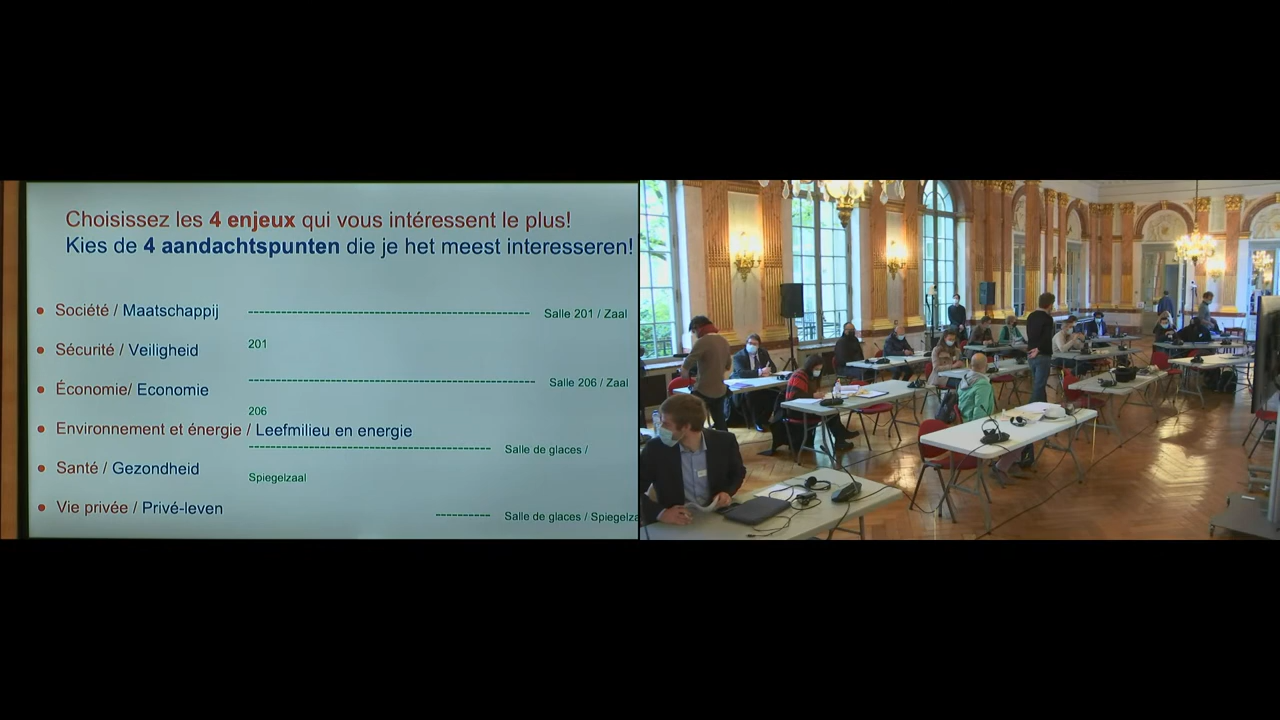 Choisissez les 4 enjeux qui vous intéressent le plus!
Kies de 4 aandachtspunten die je het meest interesseren!
• Société / Maatschappij ---------- Salle 201 / Zaal
201
• Sécurité / Veiligheid
• Économie/ Economie ---------- Salle 206 / Zaal
206
• Environnement et énergie / Leefmilieu en energie
---------- Salle de glaces /
• Santé / Gezondheid
Spiegelzaal
• Vie privée / Privé-leven
---------- Salle de glaces /